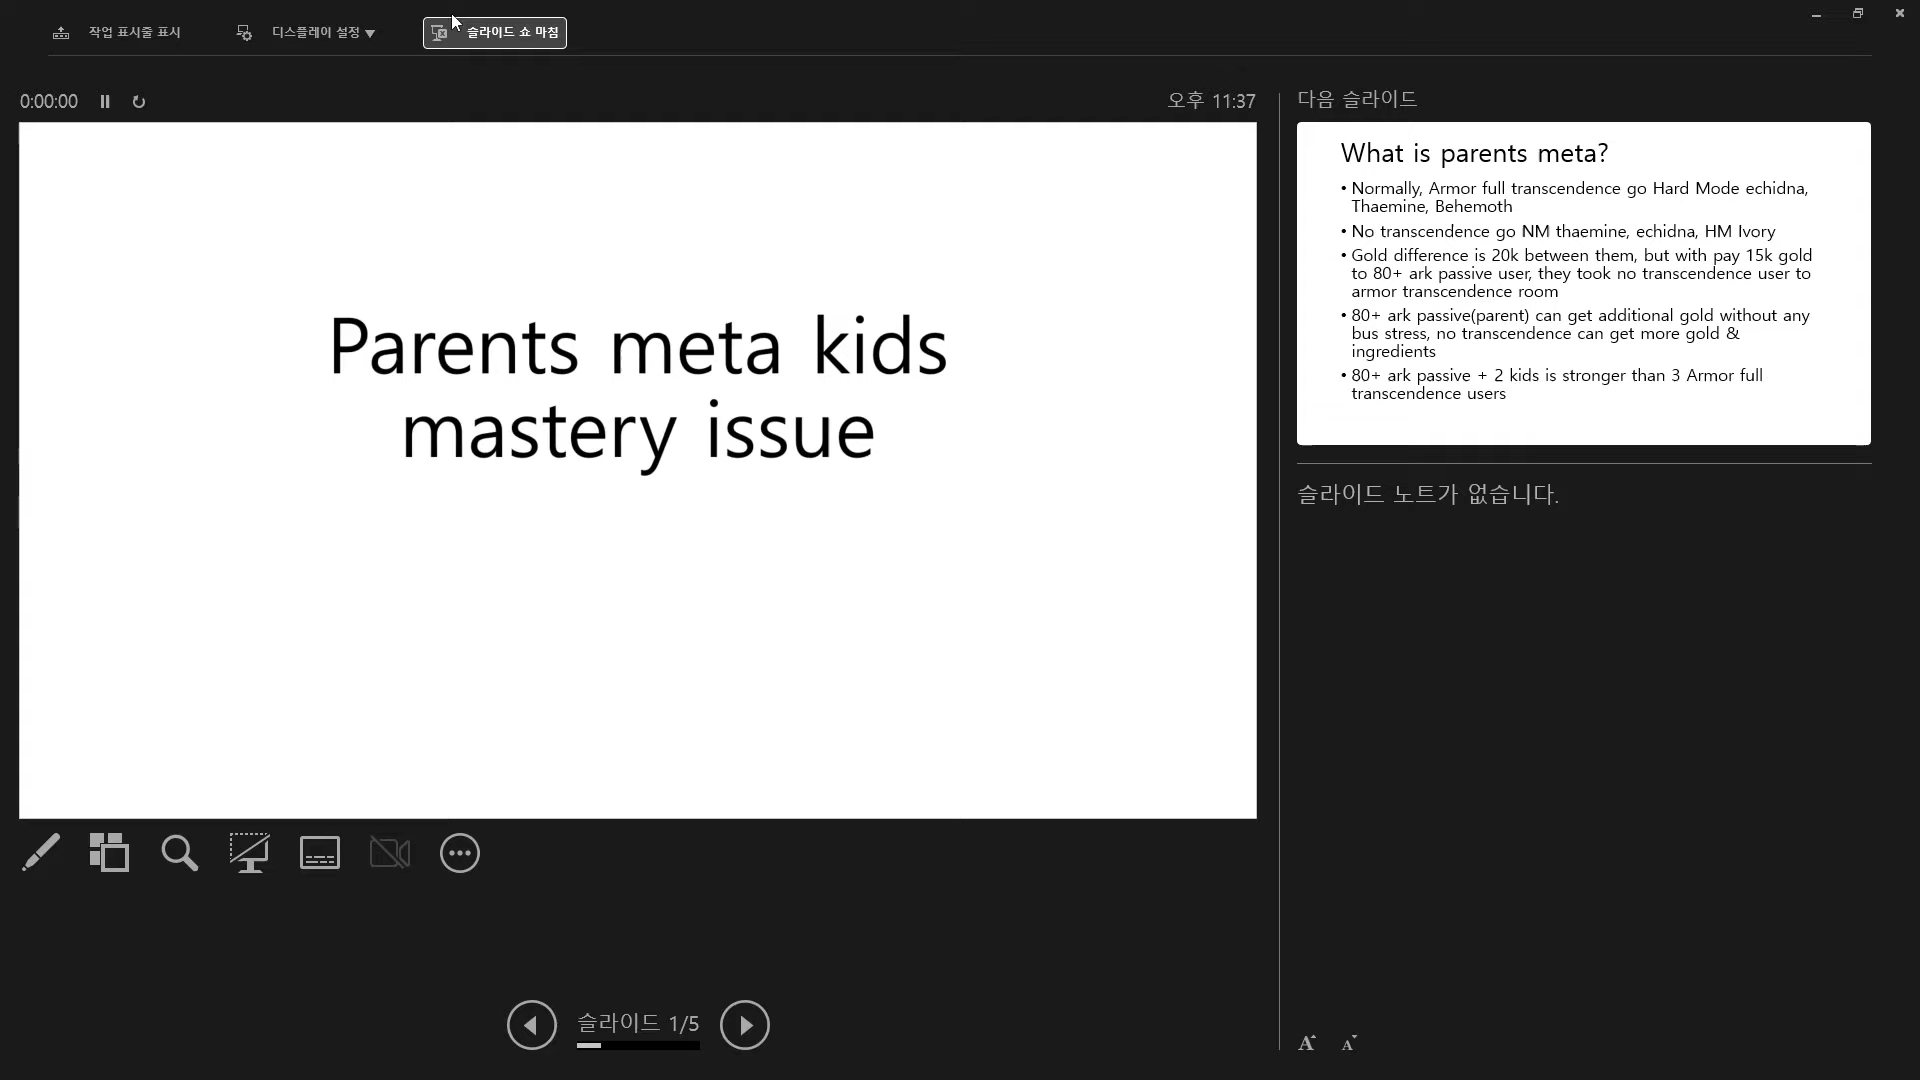 작업 표시줄 표시
디스플레이 설정 ▼
슬라이드 쇼 마침
0:00:00
오후 11:37
Parents meta kids
mastery issue
슬라이드 1/5
다음 슬라이드
What is parents meta?
• Normally, Armor full transcendence go Hard Mode echidna,
Thaemine, Behemoth
• No transcendence go NM thaemine, echidna, HM Ivory
• Gold difference is 20k between them, but with pay 15k gold
to 80+ ark passive user, they took no transcendence user to
armor transcendence room
• 80+ ark passive(parent) can get additional gold without any
bus stress, no transcendence can get more gold &
ingredients
• 80+ ark passive + 2 kids is stronger than 3 Armor full
transcendence users
슬라이드 노트가 없습니다.
A A